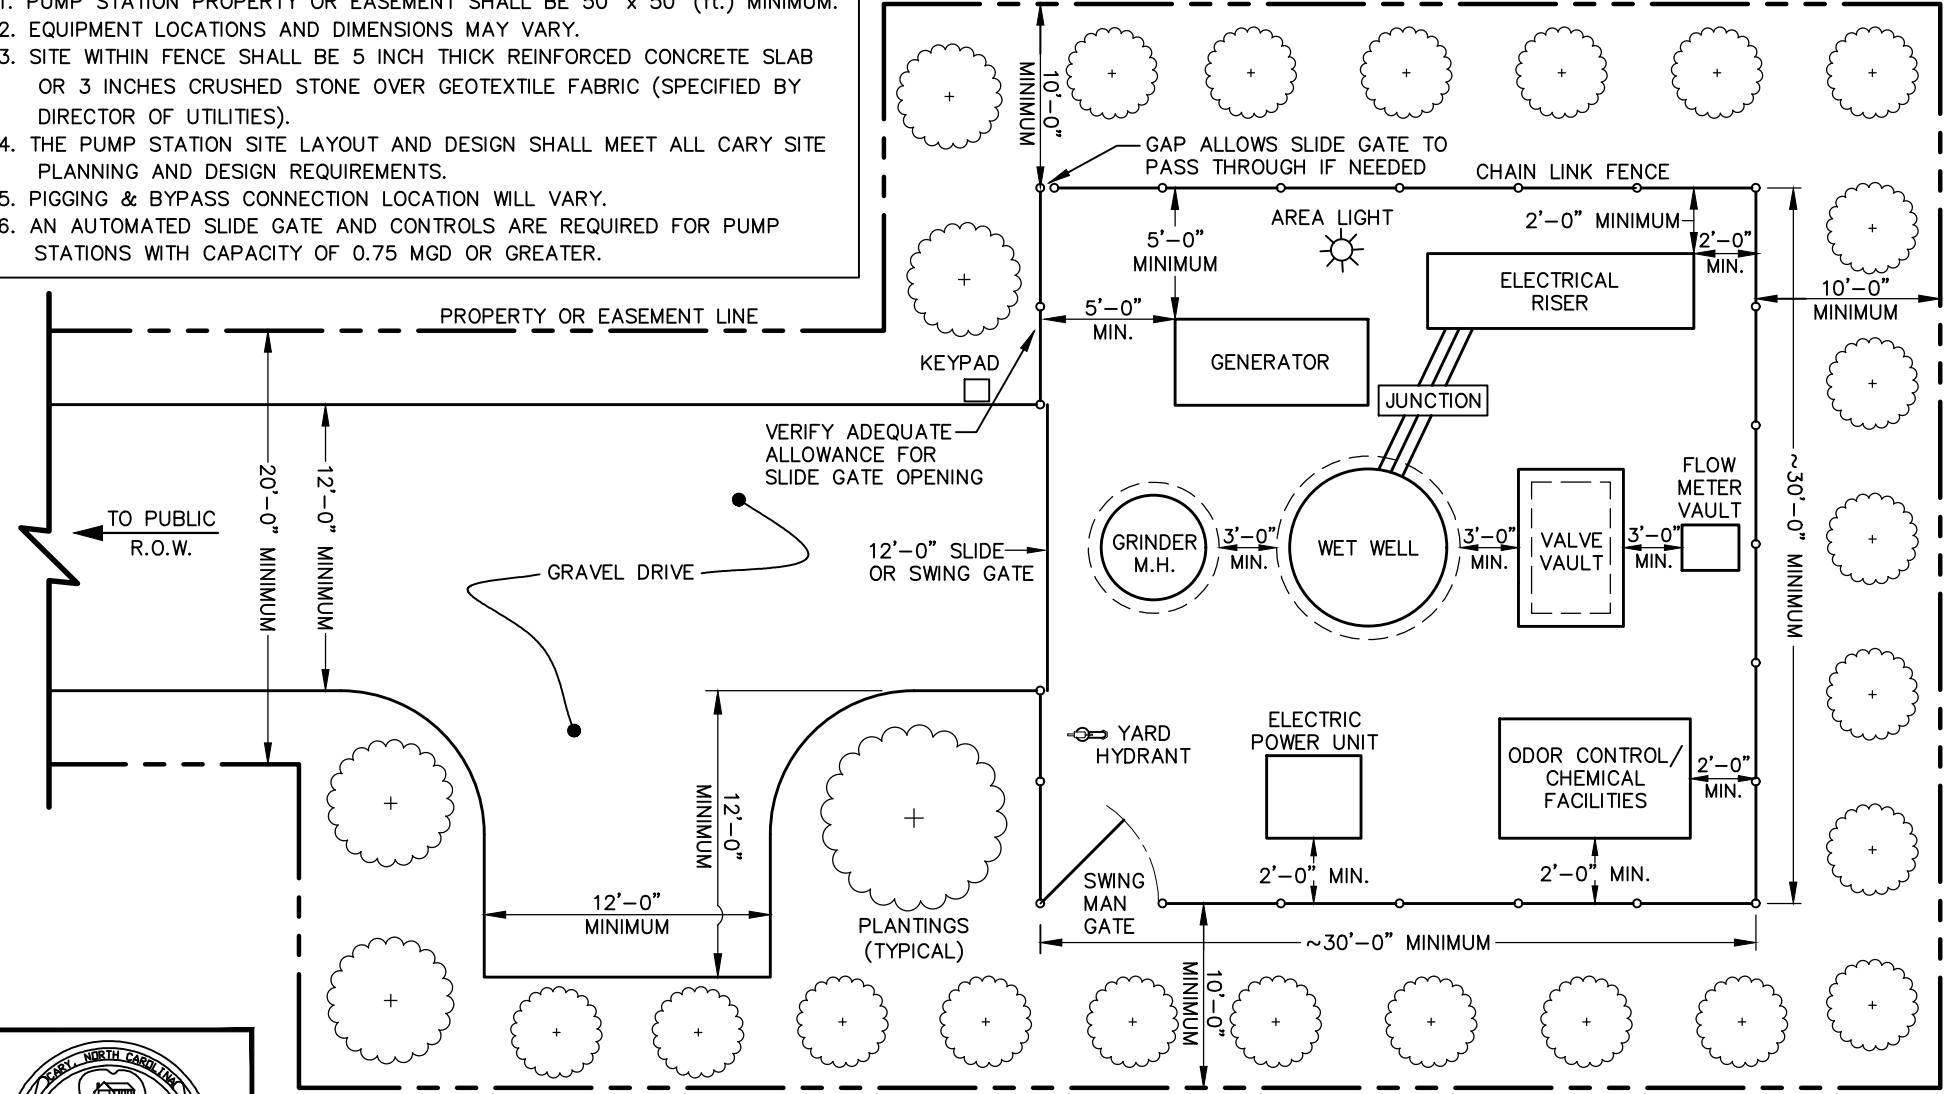 1. PUMP STATION PROPERTY OR EASEMENT SHALL BE 50' x 50' (ft.) MINIMUM.
2. EQUIPMENT LOCATIONS AND DIMENSIONS MAY VARY.
3. SITE WITHIN FENCE SHALL BE 5 INCH THICK REINFORCED CONCRETE SLAB
OR 3 INCHES CRUSHED STONE OVER GEOTEXTILE FABRIC (SPECIFIED BY
DIRECTOR OF UTILITIES).
4. THE PUMP STATION SITE LAYOUT AND DESIGN SHALL MEET ALL CARY SITE
PLANNING AND DESIGN REQUIREMENTS.
5. PIGGING & BYPASS CONNECTION LOCATION WILL VARY.
6. AN AUTOMATED SLIDE GATE AND CONTROLS ARE REQUIRED FOR PUMP
STATIONS WITH CAPACITY OF 0.75 MGD OR GREATER.
10'-0"
MINIMUM
GAP ALLOWS SLIDE GATE TO
PASS THROUGH IF NEEDED
CHAIN LINK FENCE
AREA LIGHT
5'-0"
MINIMUM
2'-0" MINIMUM
2'-0"
MIN.
ELECTRICAL
RISER
10'-0"
MINIMUM
PROPERTY OR EASEMENT LINE
5'-0"
MIN.
KEYPAD
GENERATOR
JUNCTION
VERIFY ADEQUATE
ALLOWANCE FOR
SLIDE GATE OPENING
FLOW
METER
VAULT
20'-0" MINIMUM
12'-0" MINIMUM
~30'-0" MINIMUM
TO PUBLIC
R.O.W.
12'-0" SLIDE
OR SWING GATE
GRAVEL DRIVE
GRINDER
M.H.
3'-0"
MIN.
WET WELL
3'-0"
MIN.
VALVE
VAULT
3'-0"
MIN.
YARD
HYDRANT
ELECTRIC
POWER UNIT
ODOR CONTROL/
CHEMICAL
FACILITIES
2'-0"
MIN.
12'-0"
MINIMUM
12'-0"
MINIMUM
SWING
MAN
GATE
2'-0" MIN.
2'-0" MIN.
PLANTINGS
(TYPICAL)
~30'-0" MINIMUM
10'-0"
MINIMUM
CARY, NORTH CAROLINA